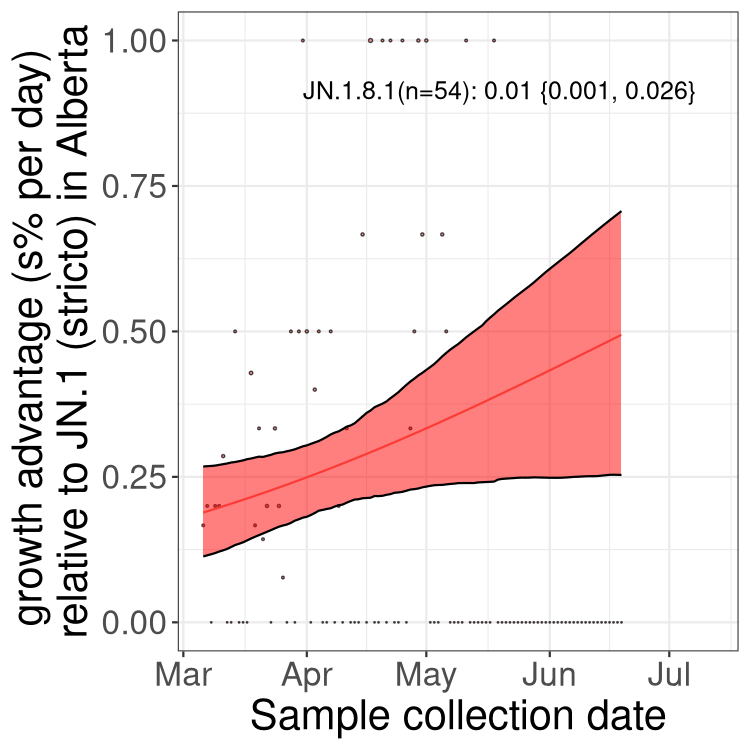 growth advantage (s% per day)
relative to JN.1 (stricto) in Alberta
1.00
0.75
0.50
0.25
0.00
JN.1.8.1(n=54): 0.01 {0.001, 0.026}
Mar Apr May Jun Jul
Sample collection date